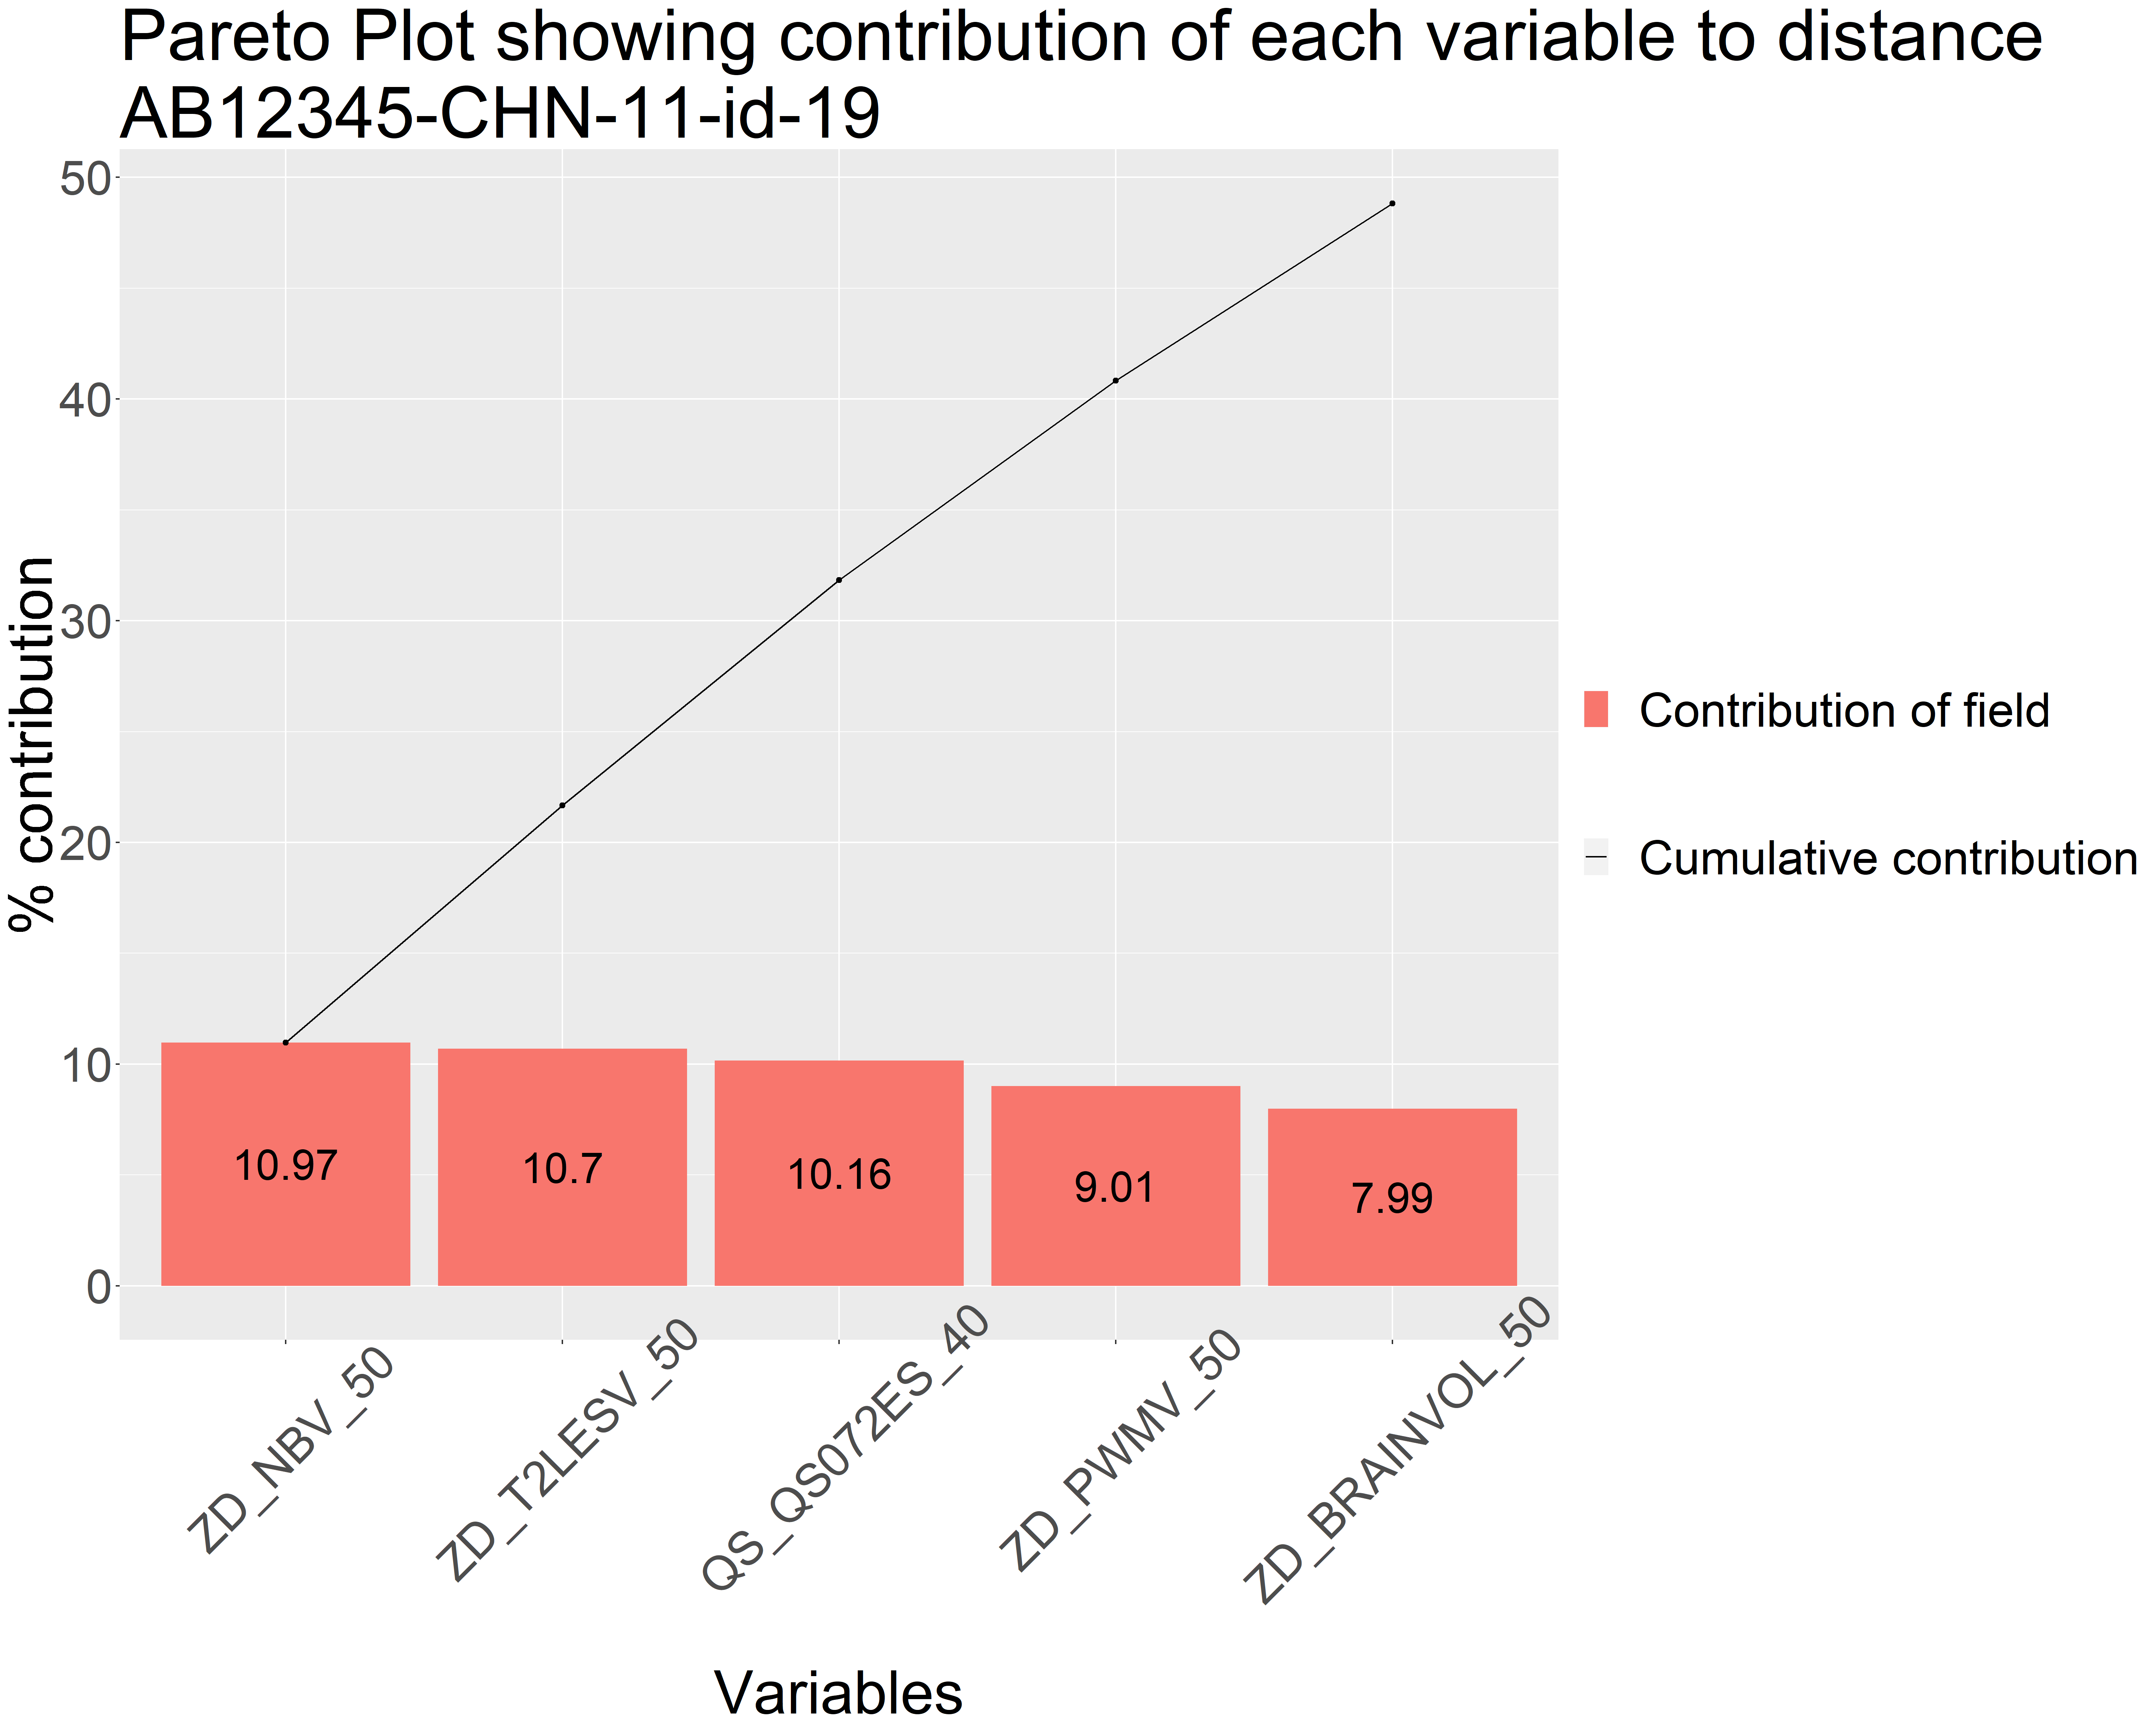 Pareto Plot showing contribution of each variable to distance
AB12345-CHN-11-id-19
50
40
30
20
10
0
% contribution
10.97
10.7
10.16
9.01
7.99
ZD_NBV_50
ZD_T2LESV_50
QS_QS072ES_40
ZD_PWMV_50
ZD_BRAINVOL_50
Variables
Contribution of field
Cumulative contribution